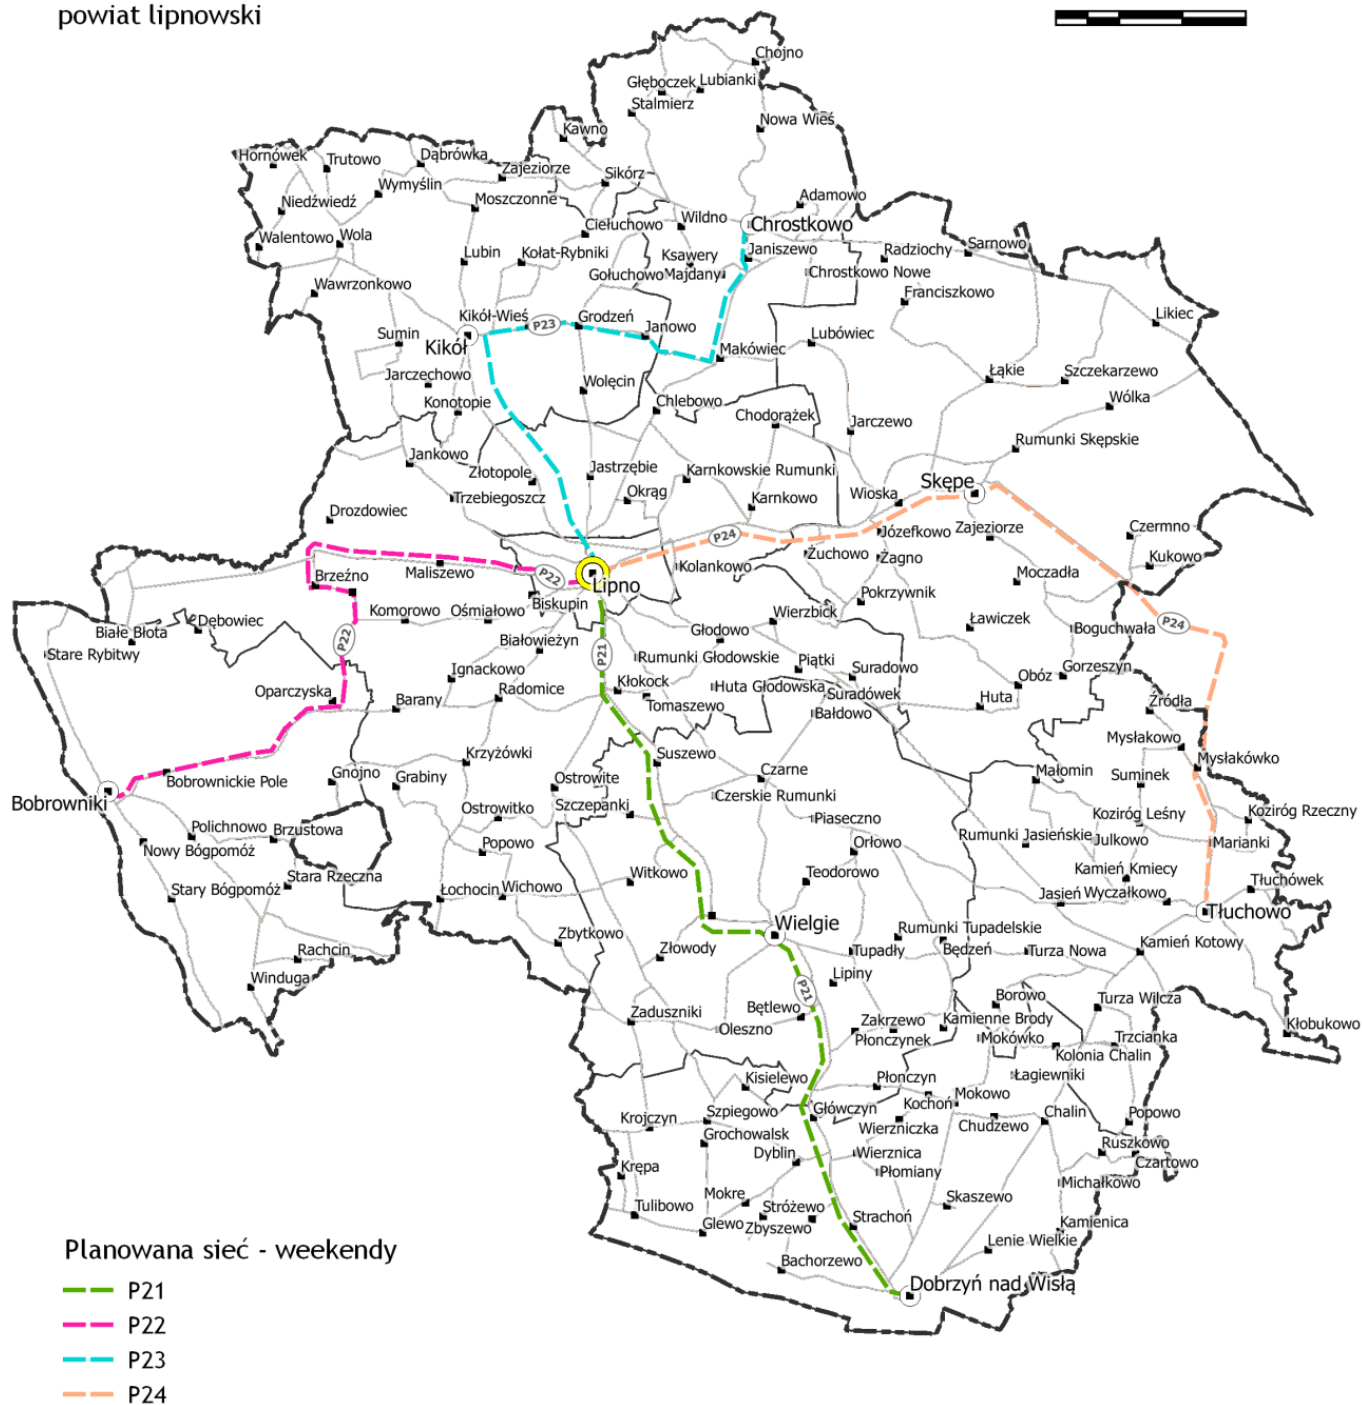 powiat lipnowski
Chojno
Głęboczek
Lubianki
Stalmierz
Nowa Wieś
Kawno
Hornówek
Trutowo
Dąbrówka
Zajeziorze
Sikórz
Wymyślin
Adamowo
Niedźwiedź
Moszczonne
Wildno
Chrostkowo
Ciełuchowo
Walentowo
Wola
Radziochy
Sarnowo
Lubin
Kołat-Rybniki
Ksawery
Janiszewo
Gołuchowo
Majdany
Chrostkowo Nowe
Wawrzonkowo
Franciszkowo
Kikół-Wieś
P23
Grodzeń
Janowo
Likiec
Sumin
Kikół
Lubówiec
Makówiec
Jarczechowo
Wolęcin
Łąkie
Szczekarzewo
Konotopie
Chlebowo
Wólka
Chodorążek
Jarczewo
Rumunki Skępskie
Jankowo
Złotopole
Jastrzębie
Karnkowskie Rumunki
Skępe
Trzebiegoszcz
Okrąg
Karnkowo
Wioska
Drozdowiec
P24
Józefkowo
Zajeziorze
Czermno
Żuchowo
Żagno
Kukowo
Brzeźno
Maliszewo
P22
Lipno
Kolankowo
Moczadła
Pokrzywnik
Komorowo
Ośmiałowo
Biskupin
Wierzbick
Ławiczek
P24
Dębowiec
Białe Błota
P22
Białowieżyn
Głodowo
Boguchwała
Stare Rybitwy
P21
Rumunki Głodowskie
Piątki
Suradowo
Gorzeszyn
Ignackowo
Obóz
Oparczyska
Barany
Radomice
Kłokock
Huta Głodowska
Suradówek
Huta
Źródła
Tomaszewo
Bałdowo
Mysłakowo
Krzyżówki
Suszewo
Mysłakówko
Bobrownickie Pole
Gnojno
Grabiny
Ostrowite
Czarne
Małomin
Suminek
Bobrowniki
Ostrowitko
Szczepanki
Czerskie Rumunki
Koziróg Leśny
Koziróg Rzeczny
Polichnowo
Brzustowa
Piaseczno
Rumunki Jasieńskie
Julkowo
Marianki
Nowy Bógpomóż
Popowo
Orłowo
Stara Rzeczna
Witkowo
Teodorowo
Kamień Kmiecy
Stary Bógpomóż
Łochocin
Wichowo
Jasień
Wyczałkowo
Tłuchówek
Tłuchowo
Wielgie
Rumunki Tupadelskie
Rachcin
Zbytkowo
Złowody
Tupadły
Będzeń
Turza Nowa
Kamień Kotowy
Winduga
Lipiny
P21
Borowo
Turza Wilcza
Zaduszniki
Bętlewo
Oleszno
Zakrzewo
Kamienne Brody
Kłobukowo
Płonczynek
Mokówko
Trzcianka
Kolonia Chalin
Kisielewo
Płonczyn
Łagiewniki
Krojczyn
Szpiegowo
Główczyn
Kochoń
Mokowo
Chalin
Popowo
Grochowalsk
Wierzniczka
Chudzewo
Dyblin
Wierznica
Ruszkowo
Krępa
Płomiany
Czartowo
Michałkowo
Mokre
Skaszewo
Tulibowo
Stróżewo
Glewo
Zbyszewo
Strachoń
Kamienica
Lenie Wielkie
Bachorzewo
Dobrzyń nad Wisłą
Planowana sieć - weekendy
P21
P22
P23
P24